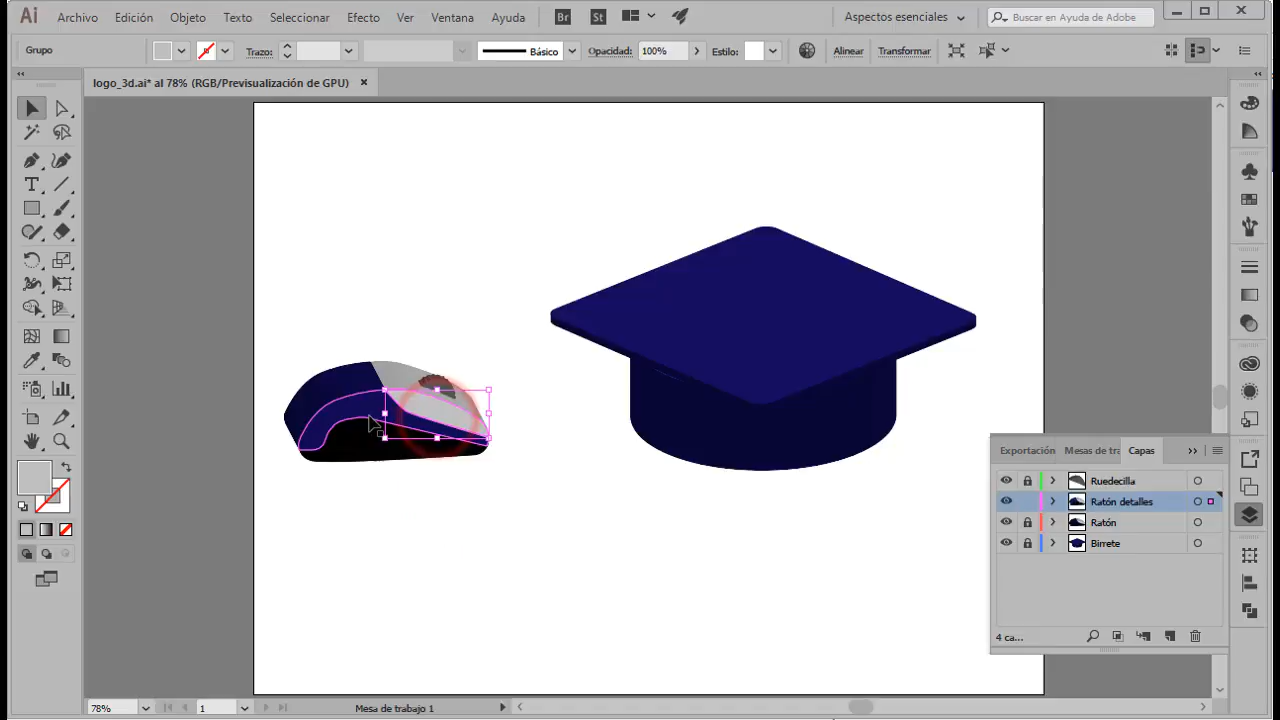 Ai Archivo Edición Objeto Texto Seleccionar Efecto Ver Ventana Ayuda Br St Aspectos esenciales Buscar en Ayuda de Adobe
Grupo Trazo: Básico Opacidad: 100% Estilo: Alinear Transformar
logo_3d.ai* al 78% (RGB/Previsualización de GPU) ×
Exportación Mesas de tra Capas
Ruedecilla
Ratón detalles
Ratón
Birrete
4 ca...
78% 1 Mesa de trabajo 1